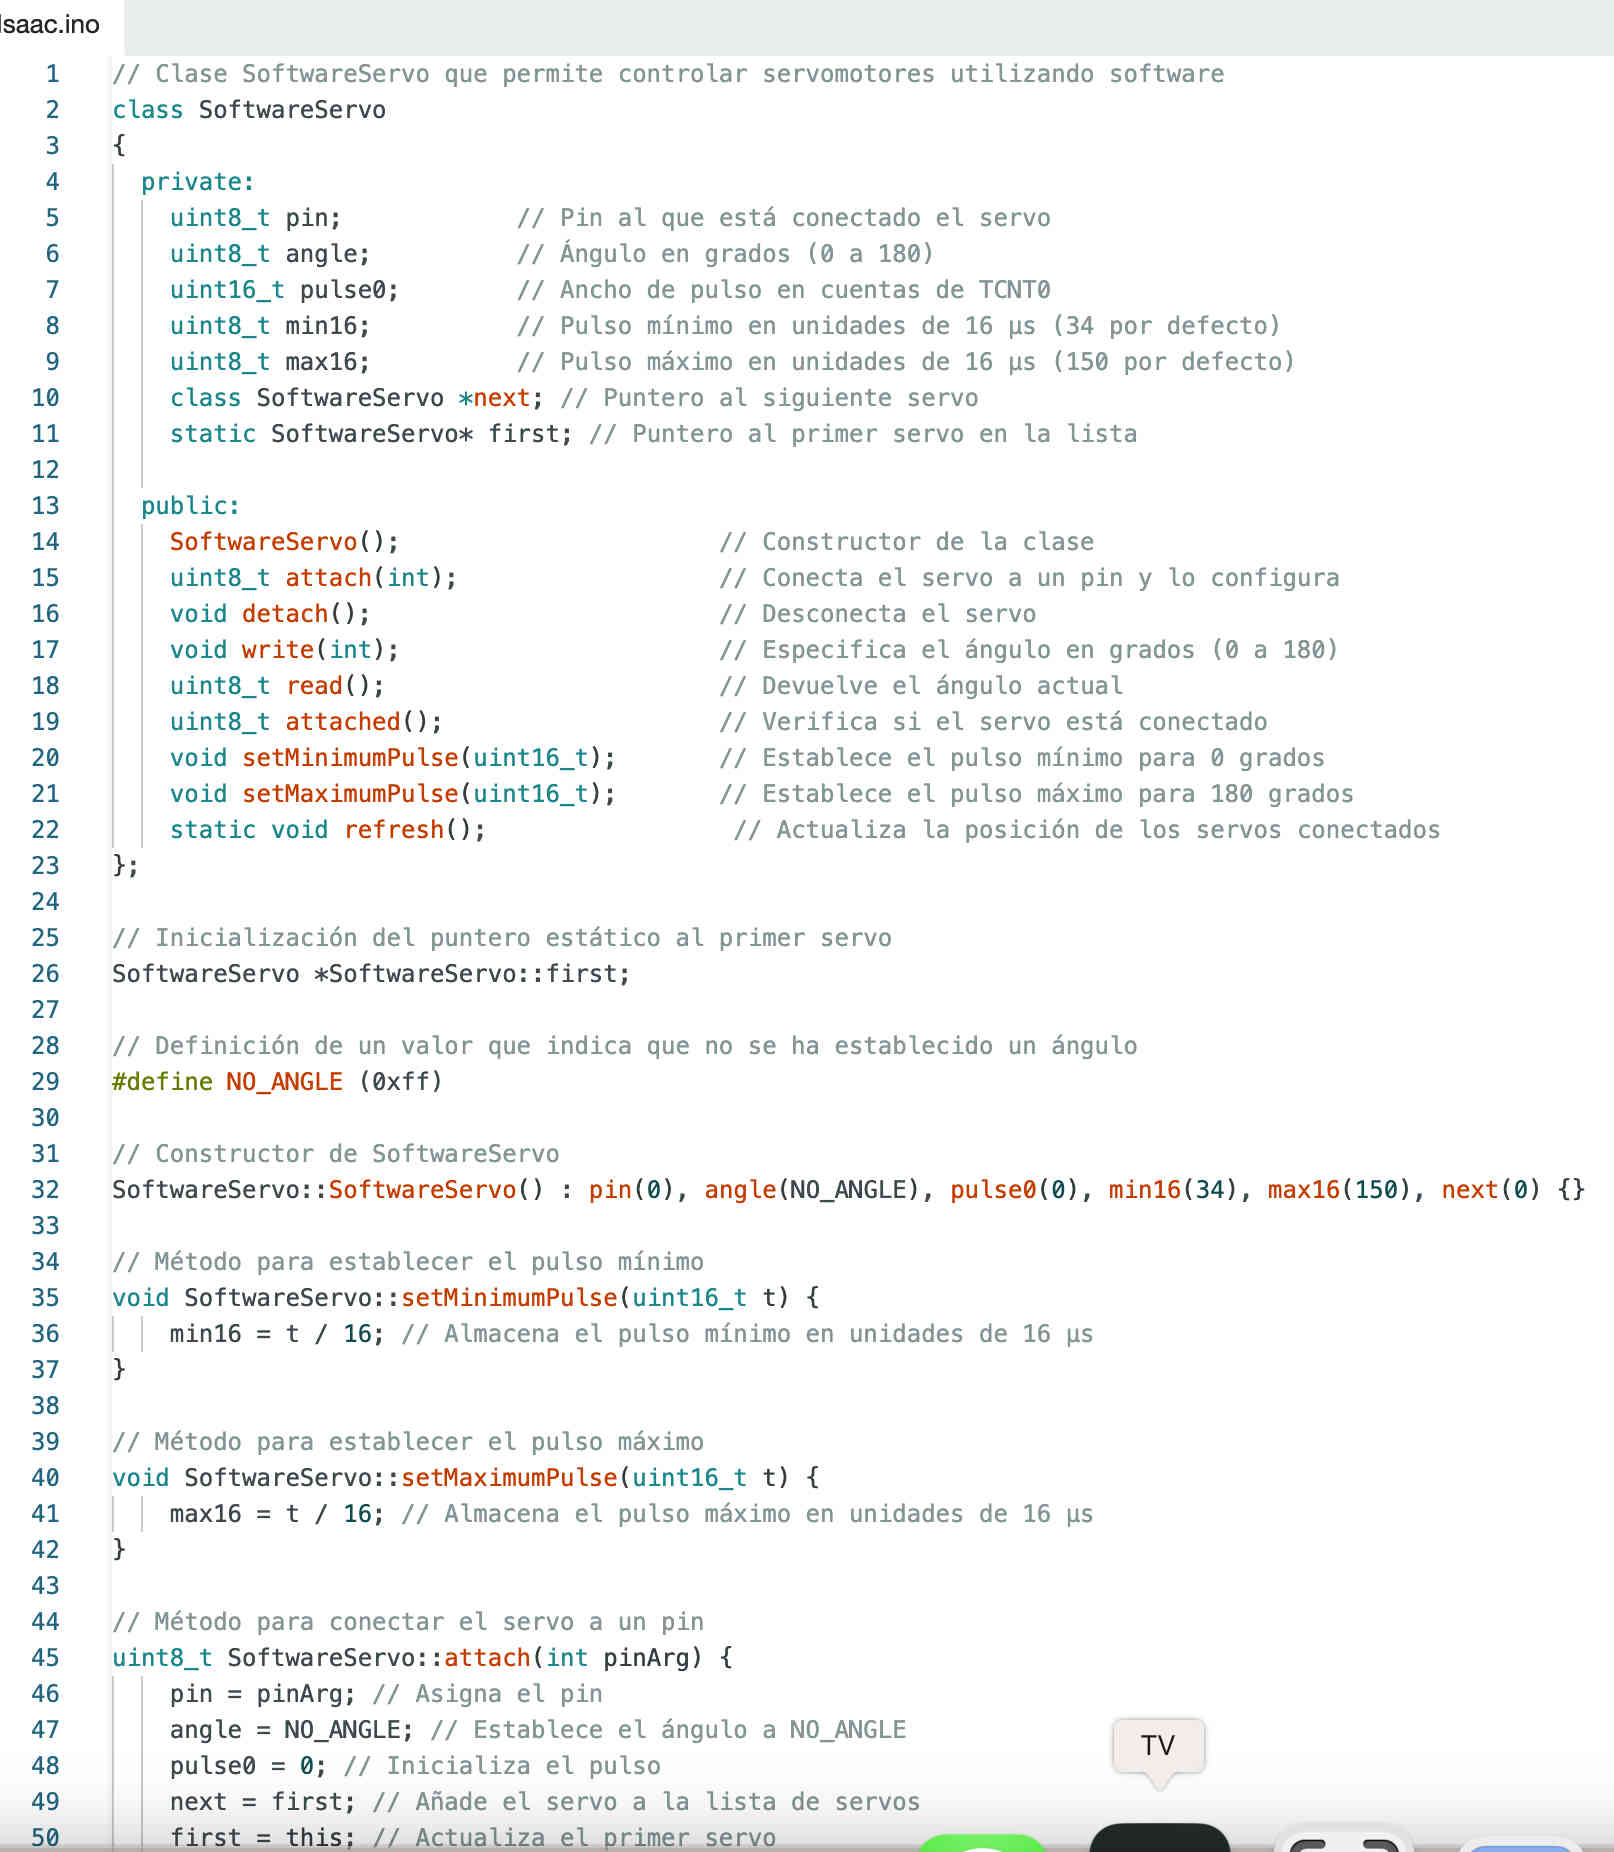 Isaac.ino
1 // Clase SoftwareServo que permite controlar servomotores utilizando software
2 class SoftwareServo
3 {
4 private:
5 uint8_t pin; // Pin al que está conectado el servo
6 uint8_t angle; // Ángulo en grados (0 a 180)
7 uint16_t pulse0; // Ancho de pulso en cuentas de TCNT0
8 uint8_t min16; // Pulso mínimo en unidades de 16 µs (34 por defecto)
9 uint8_t max16; // Pulso máximo en unidades de 16 µs (150 por defecto)
10 class SoftwareServo *next; // Puntero al siguiente servo
11 static SoftwareServo* first; // Puntero al primer servo en la lista
12
13 public:
14 SoftwareServo(); // Constructor de la clase
15 uint8_t attach(int); // Conecta el servo a un pin y lo configura
16 void detach(); // Desconecta el servo
17 void write(int); // Especifica el ángulo en grados (0 a 180)
18 uint8_t read(); // Devuelve el ángulo actual
19 uint8_t attached(); // Verifica si el servo está conectado
20 void setMinimumPulse(uint16_t); // Establece el pulso mínimo para 0 grados
21 void setMaximumPulse(uint16_t); // Establece el pulso máximo para 180 grados
22 static void refresh(); // Actualiza la posición de los servos conectados
23 };
24
25 // Inicialización del puntero estático al primer servo
26 SoftwareServo *SoftwareServo::first;
27
28 // Definición de un valor que indica que no se ha establecido un ángulo
29 #define NO_ANGLE (0xff)
30
31 // Constructor de SoftwareServo
32 SoftwareServo::SoftwareServo() : pin(0), angle(NO_ANGLE), pulse0(0), min16(34), max16(150), next(0) {}
33
34 // Método para establecer el pulso mínimo
35 void SoftwareServo::setMinimumPulse(uint16_t t) {
36 min16 = t / 16; // Almacena el pulso mínimo en unidades de 16 µs
37 }
38
39 // Método para establecer el pulso máximo
40 void SoftwareServo::setMaximumPulse(uint16_t t) {
41 max16 = t / 16; // Almacena el pulso máximo en unidades de 16 µs
42 }
43
44 // Método para conectar el servo a un pin
45 uint8_t SoftwareServo::attach(int pinArg) {
46 pin = pinArg; // Asigna el pin
47 angle = NO_ANGLE; // Establece el ángulo a NO_ANGLE
48 pulse0 = 0; // Inicializa el pulso
49 next = first; // Añade el servo a la lista de servos
50 first = this; // Actualiza el primer servo
TV